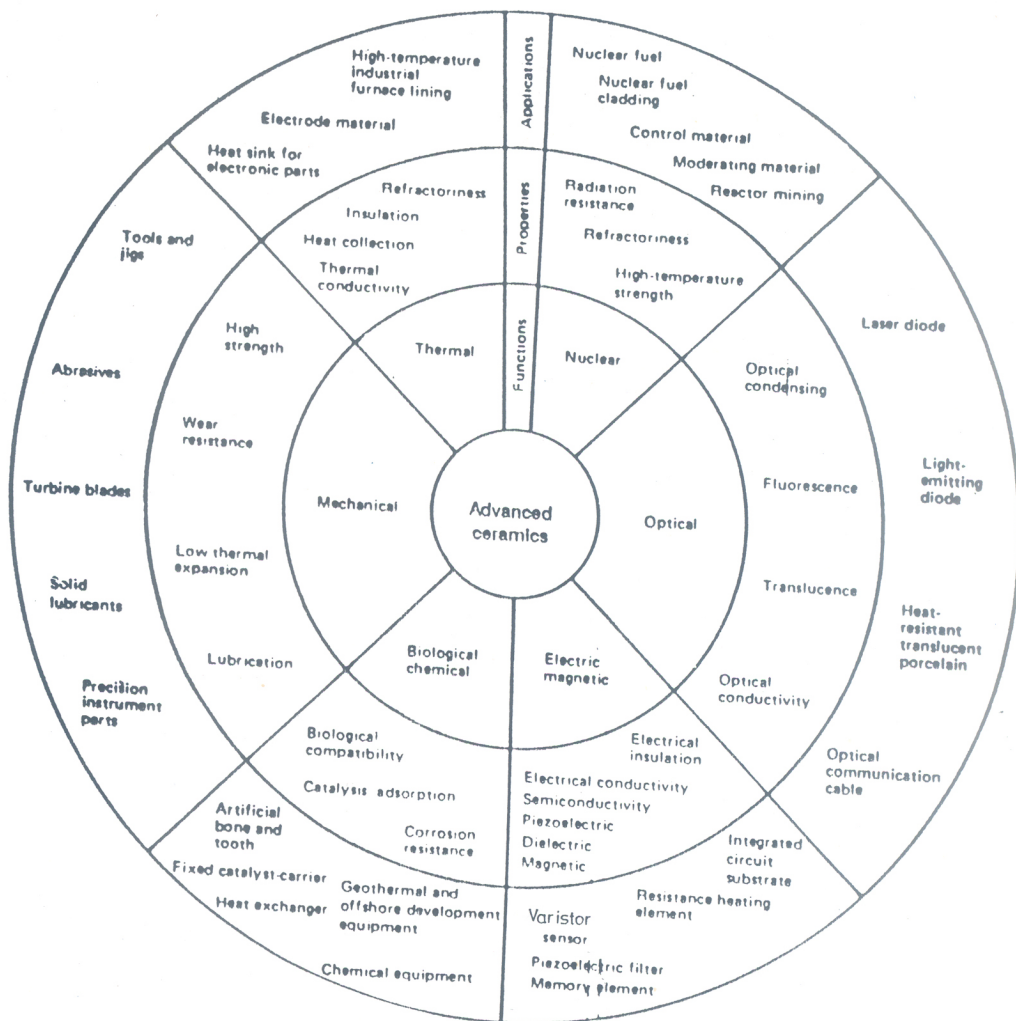 Applications
Properties
Functions
High-temperature
industrial
furnace lining
Electrode material
Heat sink for
electronic parts
Refractoriness
Insulation
Heat collection
Thermal
conductivity
Thermal
Nuclear fuel
Nuclear fuel
cladding
Control material
Moderating material
Reactor mining
Radiation
resistance
Refractoriness
High-temperature
strength
Nuclear
Tools and
jigs
Abrasives
Turbine blades
Solid
lubricants
Precision
instrument
parts
High
strength
Wear
resistance
Low thermal
expansion
Lubrication
Mechanical
Advanced
ceramics
Optical
Optical
condensing
Fluorescence
Translucence
Optical
conductivity
Laser diode
Light-
emitting
diode
Heat-
resistant
translucent
porcelain
Optical
communication
cable
Biological
chemical
Biological
compatibility
Catalysis adsorption
Corrosion
resistance
Artificial
bone and
tooth
Fixed catalyst-carrier
Heat exchanger
Geothermal and
offshore development
equipment
Chemical equipment
Electric
magnetic
Electrical
insulation
Electrical conductivity
Semiconductivity
Piezoelectric
Dielectric
Magnetic
Integrated
circuit
substrate
Resistance heating
element
Varistor
sensor
Piezoelectric filter
Memory element